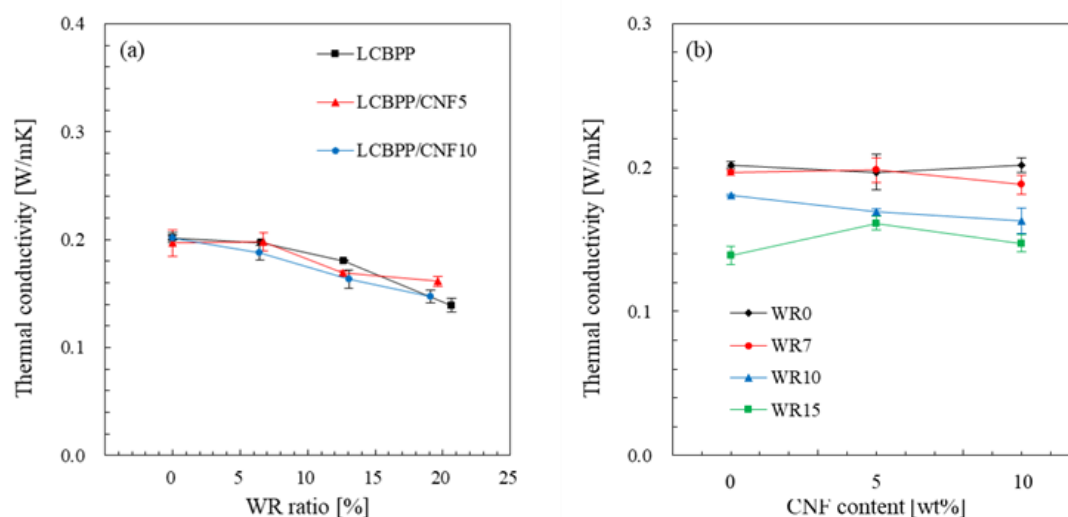 (a)
LCBPP
LCBPP/CNF5
LCBPP/CNF10
Thermal conductivity [W/mK]
0.4
0.3
0.2
0.1
0.0
0 5 10 15 20 25
WR ratio [%]
(b)
WR0
WR7
WR10
WR15
Thermal conductivity [W/mK]
0.3
0.2
0.1
0.0
0 5 10
CNF content [wt%]